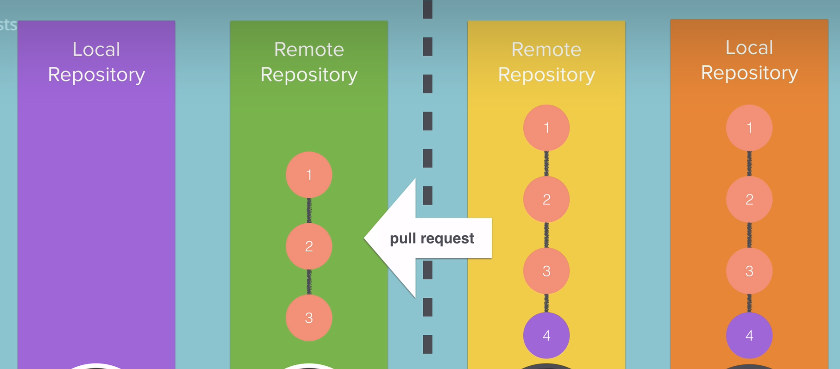 Local
Repository
Remote
Repository
Remote
Repository
Local
Repository
1
2
3
pull request
1
2
3
4
1
2
3
4